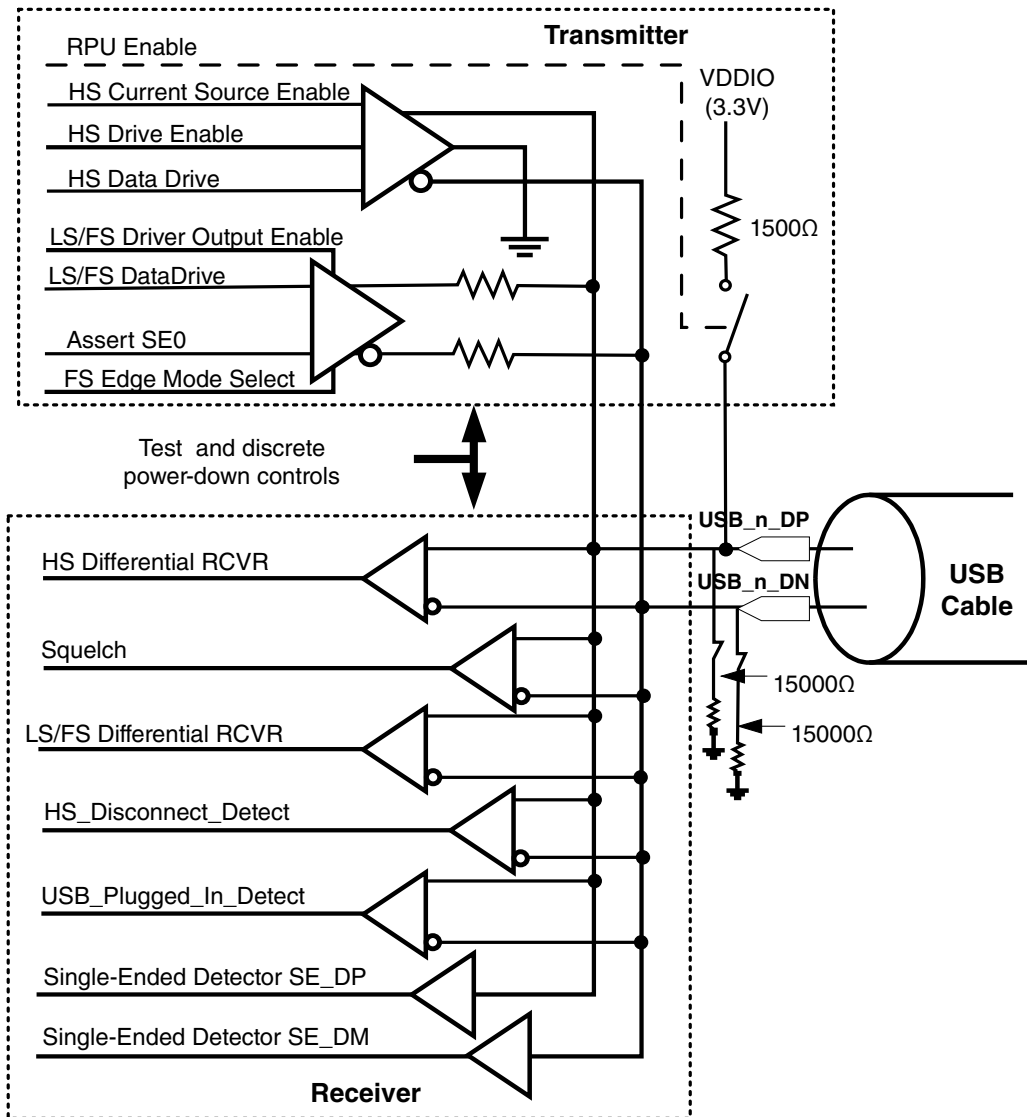 Transmitter
RPU Enable
HS Current Source Enable
HS Drive Enable
HS Data Drive
LS/FS Driver Output Enable
LS/FS DataDrive
Assert SE0
FS Edge Mode Select
VDDIO
(3.3V)
1500Ω
Test and discrete
power-down controls
USB_n_DP
USB_n_DN
USB
Cable
15000Ω
15000Ω
HS Differential RCVR
Squelch
LS/FS Differential RCVR
HS_Disconnect_Detect
USB_Plugged_In_Detect
Single-Ended Detector SE_DP
Single-Ended Detector SE_DM
Receiver